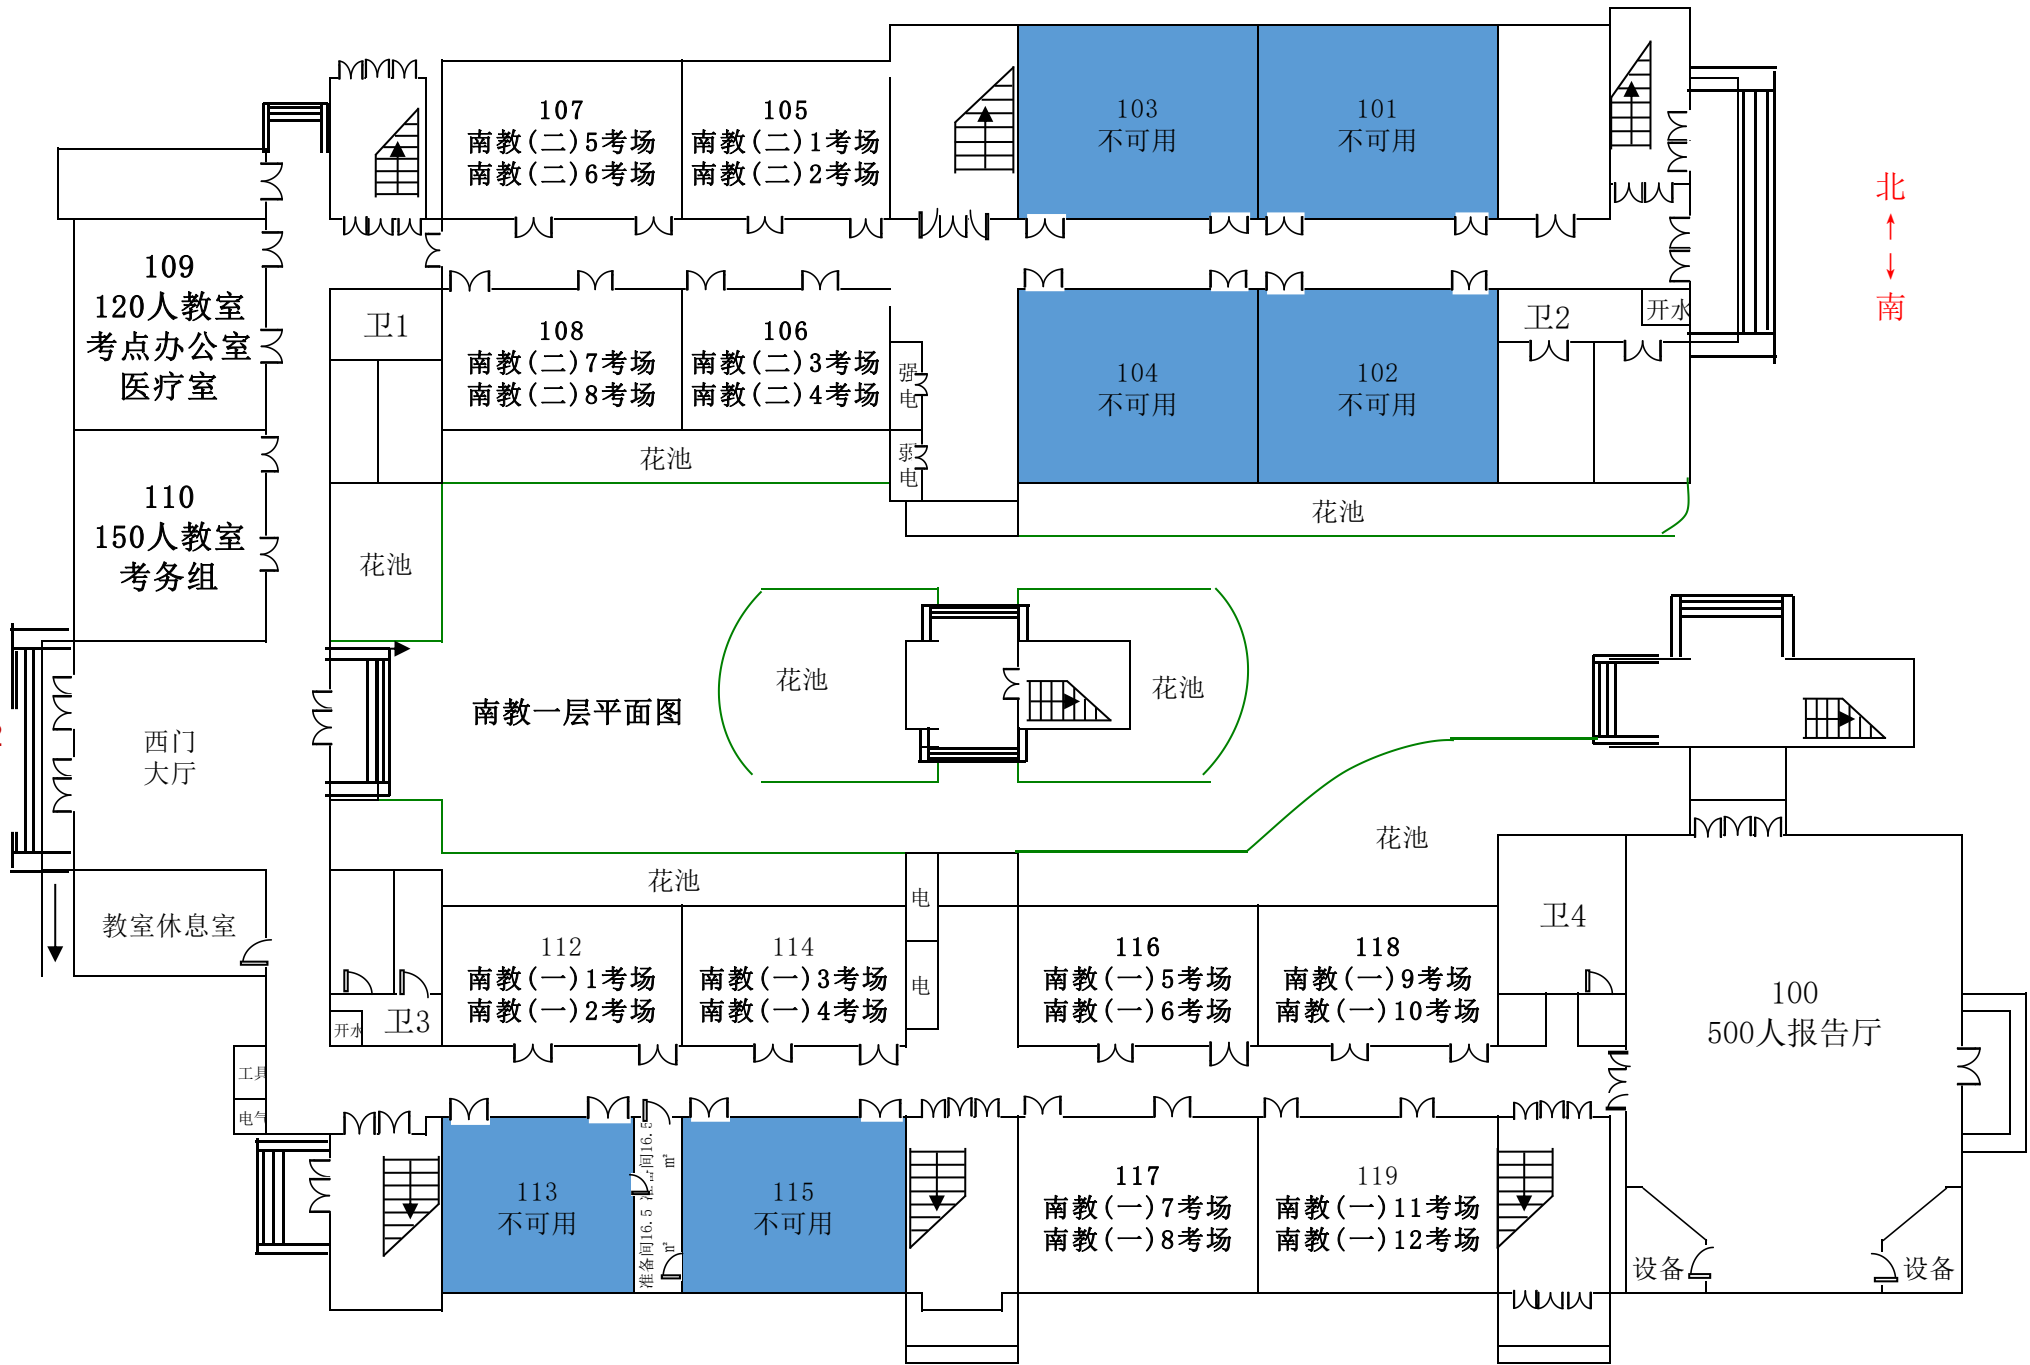 107
南教(二)5考场
南教(二)6考场
105
南教(二)1考场
南教(二)2考场
103
不可用
101
不可用
北
南
109
120人教室
考点办公室
医疗室
卫1
108
南教(二)7考场
南教(二)8考场
106
南教(二)3考场
南教(二)4考场
强
电
弱
电
104
不可用
102
不可用
卫2
开水
花池
110
150人教室
考务组
花池
花池
花池
花池
南教一层平面图
西门
大厅
花池
花池
教室休息室
电
电
112
南教(一)1考场
南教(一)2考场
114
南教(一)3考场
南教(一)4考场
116
南教(一)5考场
南教(一)6考场
118
南教(一)9考场
南教(一)10考场
卫4
开水
卫3
100
500人报告厅
工具
电气
113
不可用
准备间16.5㎡
115
不可用
117
南教(一)7考场
南教(一)8考场
119
南教(一)11考场
南教(一)12考场
设备
设备